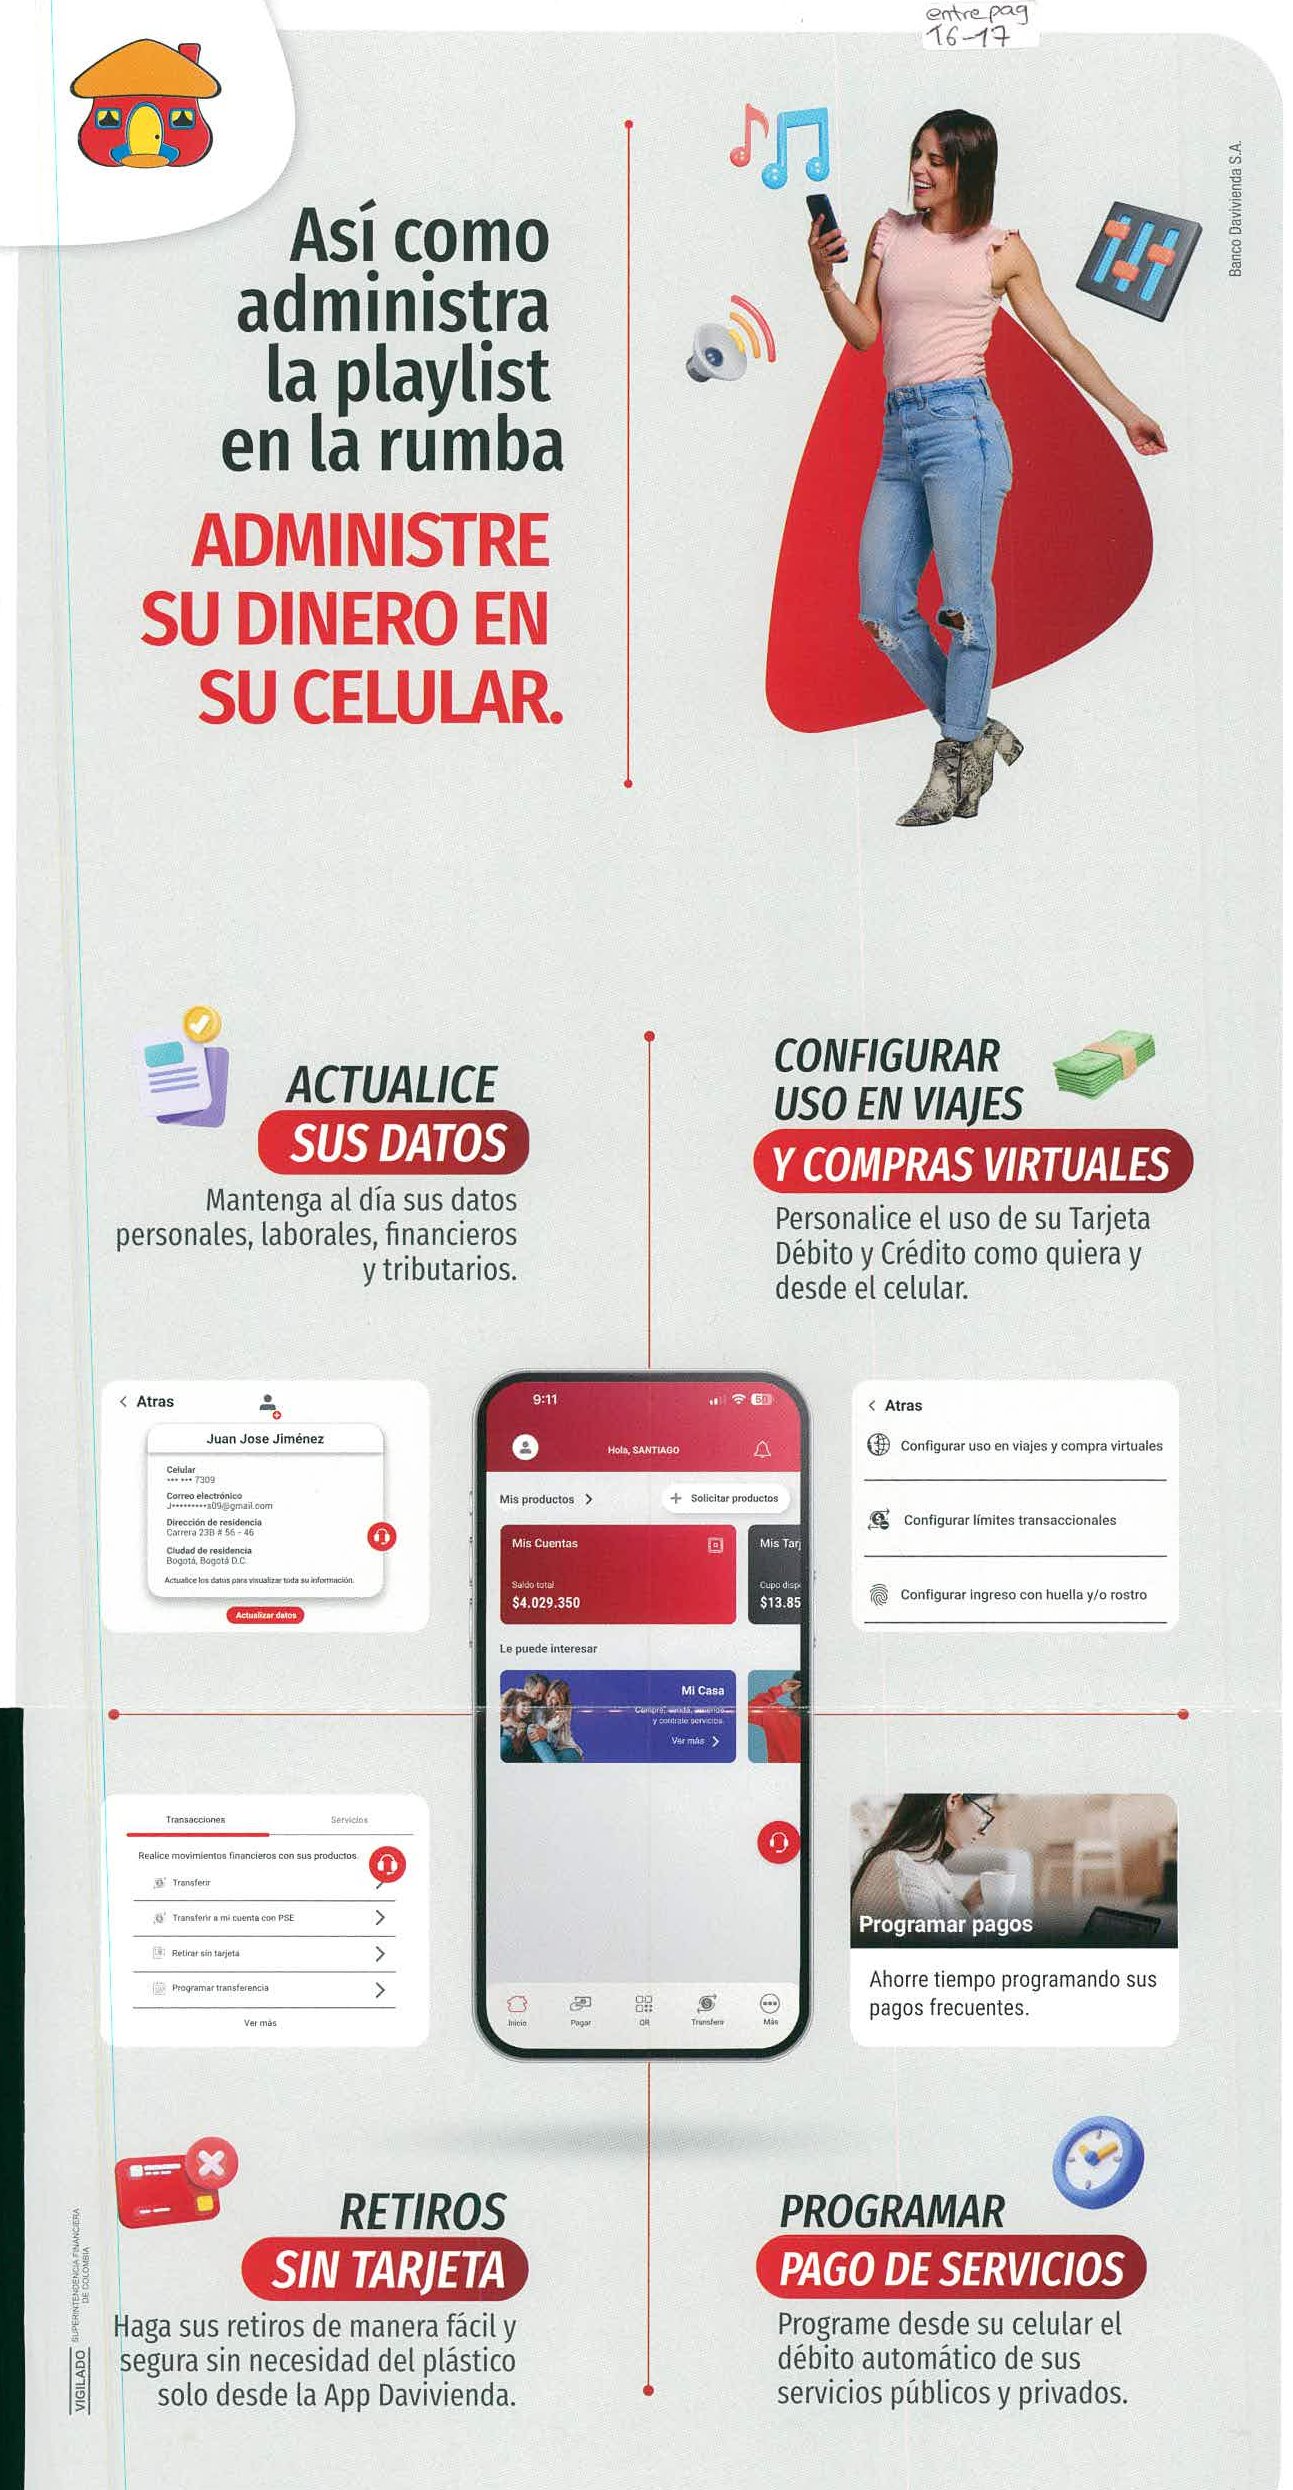 entre pag
16-17
Banco Davivienda S.A.
Así como
administra
la playlist
en la rumba
ADMINISTRE
SU DINERO EN
SU CELULAR.
ACTUALICE
SUS DATOS
Mantenga al día sus datos
personales, laborales, financieros
y tributarios.
CONFIGURAR
USO EN VIAJES
Y COMPRAS VIRTUALES
Personalice el uso de su Tarjeta
Débito y Crédito como quiera y
desde el celular.
< Atras
Juan Jose Jiménez
Celular
••• ••• 7309
Correo electrónico
J•••••••••s09@gmail.com
Dirección de residencia
Carrera 23B # 56 - 46
Ciudad de residencia
Bogotá, Bogotá D.C.
Actualice los datos para visualizar toda su información.
Actualizar datos
9:11
60
Hola, SANTIAGO
Mis productos >
+ Solicitar productos
Mis Cuentas
Saldo total
$4.029.350
Mis Tarj
Cupo disp
$13.85
Le puede interesar
Mi Casa
Compre, venda, arriende
y contrate servicios.
Ver más >
Inicio
Pagar
QR
Transferir
Más
< Atras
Configurar uso en viajes y compra virtuales
Configurar límites transaccionales
Configurar ingreso con huella y/o rostro
Transacciones
Servicios
Realice movimientos financieros con sus productos
Transferir
Transferir a mi cuenta con PSE
Retirar sin tarjeta
Programar transferencia
Ver más
Programar pagos
Ahorre tiempo programando sus
pagos frecuentes.
RETIROS
SIN TARJETA
Haga sus retiros de manera fácil y
segura sin necesidad del plástico
solo desde la App Davivienda.
PROGRAMAR
PAGO DE SERVICIOS
Programe desde su celular el
débito automático de sus
servicios públicos y privados.
VIGILADO SUPERINTENDENCIA FINANCIERA
DE COLOMBIA